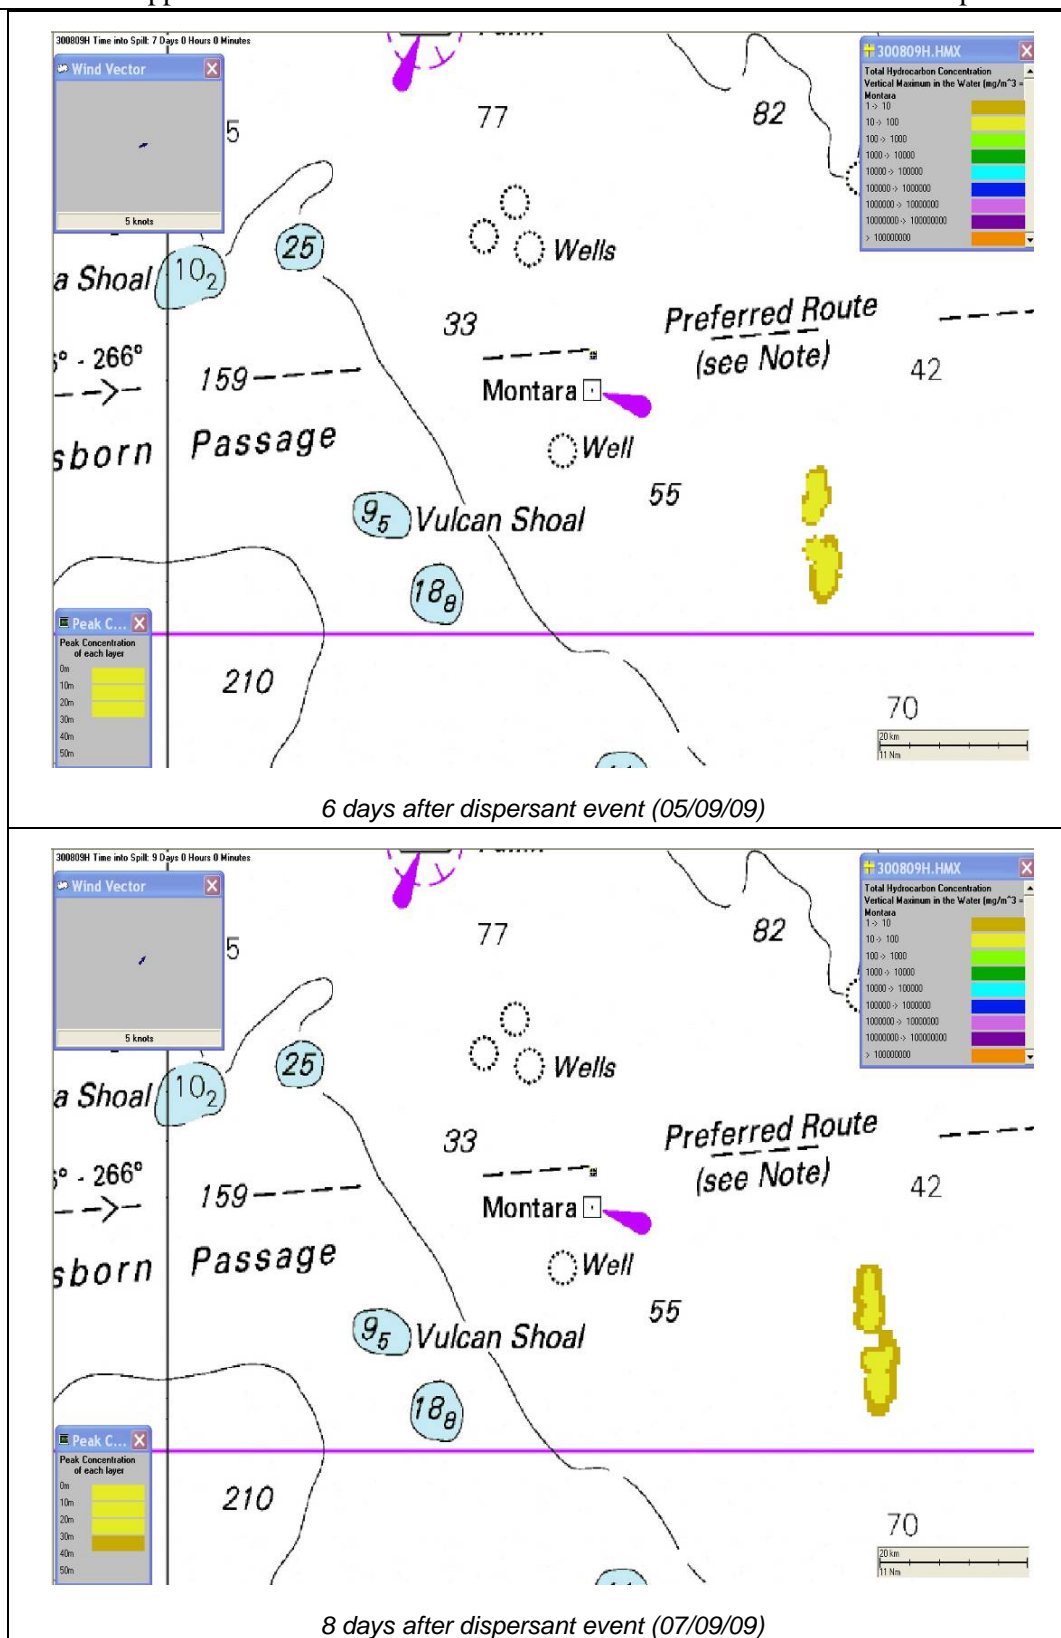 300809H Time into Spill: 7 Days 0 Hours 0 Minutes
Wind Vector
5 knots
300809H.HMX
Total Hydrocarbon Concentration
Vertical Maximum in the Water (mg/m^3 =
Montara
1 -> 10
10 -> 100
100 -> 1000
1000 -> 10000
10000 -> 100000
100000 -> 1000000
1000000 -> 10000000
10000000 -> 100000000
> 100000000
5
77
82
25
Wells
a Shoal
10₂
33
Preferred Route
(see Note)
42
° - 266°
159
Montara
sborn Passage
Well
55
9₅ Vulcan Shoal
18₈
Peak C...
Peak Concentration
of each layer
0m
10m
20m
30m
40m
50m
210
70
20 km
11 Nm
6 days after dispersant event (05/09/09)
300809H Time into Spill: 9 Days 0 Hours 0 Minutes
Wind Vector
5 knots
300809H.HMX
Total Hydrocarbon Concentration
Vertical Maximum in the Water (mg/m^3 =
Montara
1 -> 10
10 -> 100
100 -> 1000
1000 -> 10000
10000 -> 100000
100000 -> 1000000
1000000 -> 10000000
10000000 -> 100000000
> 100000000
5
77
82
25
Wells
a Shoal
10₂
33
Preferred Route
(see Note)
42
° - 266°
159
Montara
sborn Passage
Well
55
9₅ Vulcan Shoal
18₈
Peak C...
Peak Concentration
of each layer
0m
10m
20m
30m
40m
50m
210
70
20 km
11 Nm
8 days after dispersant event (07/09/09)